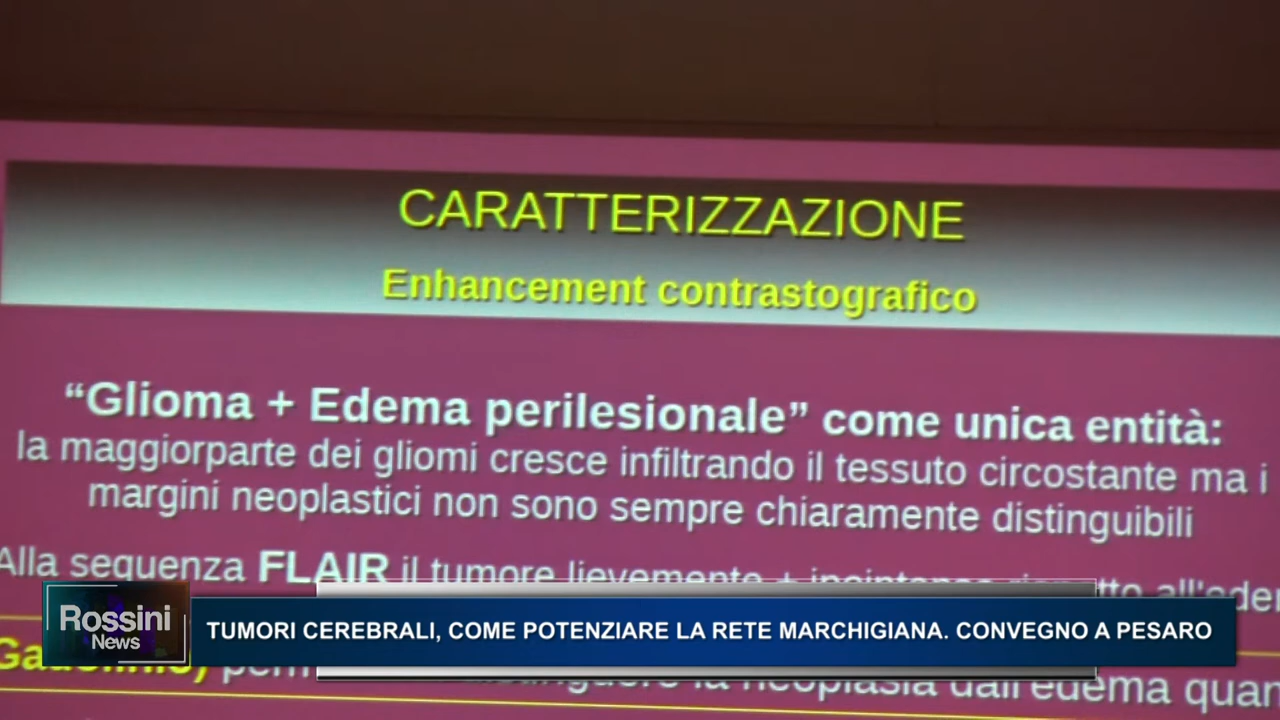 CARATTERIZZAZIONE
Enhancement contrastografico
“Glioma + Edema perilesionale” come unica entità:
la maggiorparte dei gliomi cresce infiltrando il tessuto circostante ma i
margini neoplastici non sono sempre chiaramente distinguibili
Alla sequenza FLAIR il tumore lievemente +
Rossini
News
TUMORI CEREBRALI, COME POTENZIARE LA RETE MARCHIGIANA. CONVEGNO A PESARO
la neoplasia dall'edema